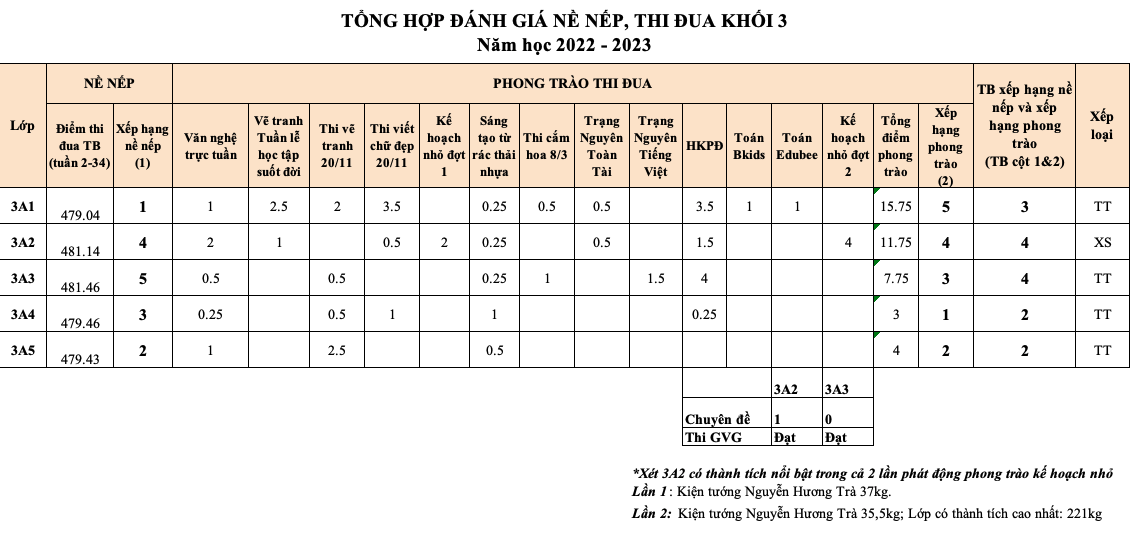 TỔNG HỢP ĐÁNH GIÁ NỀ NẾP, THI ĐUA KHỐI 3
Năm học 2022 - 2023
Lớp | NỀ NẾP | PHONG TRÀO THI ĐUA | TB xếp hạng nề nếp và xếp hạng phong trào (TB cột 1&2) | Xếp loại
Điểm thi đua TB (tuần 2-34) | Xếp hạng nề nếp (1) | Văn nghệ trực tuần | Vẽ tranh Tuần lễ học tập suốt đời | Thi vẽ tranh 20/11 | Thi viết chữ đẹp 20/11 | Kế hoạch nhỏ đợt 1 | Sáng tạo từ rác thải nhựa | Thi cắm hoa 8/3 | Trạng Nguyên Toàn Tài | Trạng Nguyên Tiếng Việt | HKPĐ | Toán Bkids | Toán Edubee | Kế hoạch nhỏ đợt 2 | Tổng điểm phong trào | Xếp hạng phong trào (2)
3A1 | 479.04 | 1 | 1 | 2.5 | 2 | 3.5 | | 0.25 | 0.5 | 0.5 | | 3.5 | 1 | 1 | | 15.75 | 5 | 3 | TT
3A2 | 481.14 | 4 | 2 | 1 | | 0.5 | 2 | 0.25 | | 0.5 | | 1.5 | | | 4 | 11.75 | 4 | 4 | XS
3A3 | 481.46 | 5 | 0.5 | | 0.5 | | | 0.25 | 1 | | 1.5 | 4 | | | | 7.75 | 3 | 4 | TT
3A4 | 479.46 | 3 | 0.25 | | 0.5 | 1 | | 1 | | | | 0.25 | | | | 3 | 1 | 2 | TT
3A5 | 479.43 | 2 | 1 | | 2.5 | | | 0.5 | | | | | | | | 4 | 2 | 2 | TT
3A2 | 3A3
Chuyên đề | 1 | 0
Thi GVG | Đạt | Đạt
*Xét 3A2 có thành tích nổi bật trong cả 2 lần phát động phong trào kế hoạch nhỏ
Lần 1: Kiện tướng Nguyễn Hương Trà 37kg.
Lần 2: Kiện tướng Nguyễn Hương Trà 35,5kg; Lớp có thành tích cao nhất: 221kg